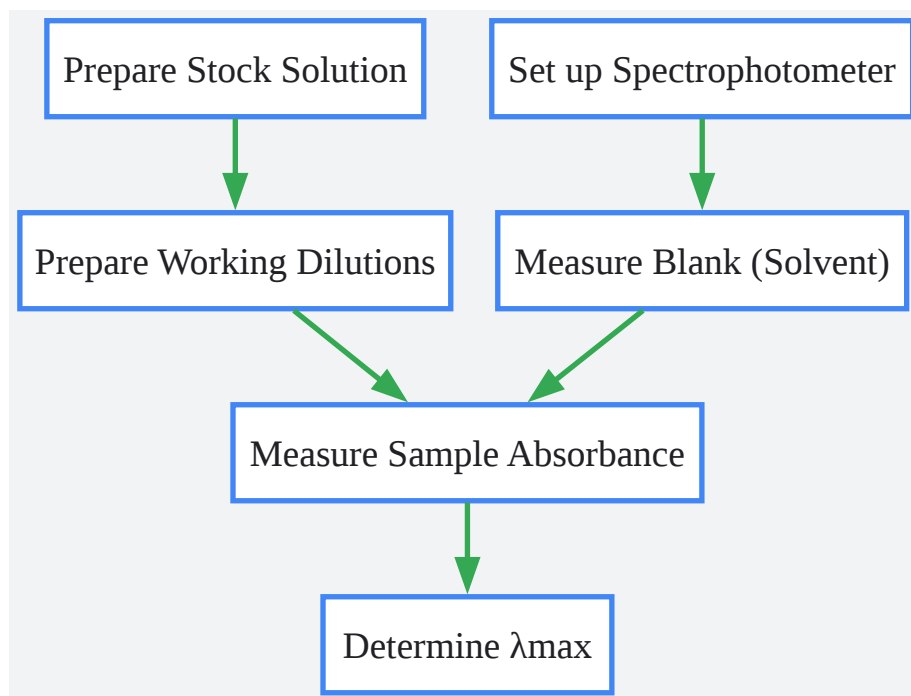 Prepare Stock Solution
Set up Spectrophotometer
Prepare Working Dilutions
Measure Blank (Solvent)
Measure Sample Absorbance
Determine λmax